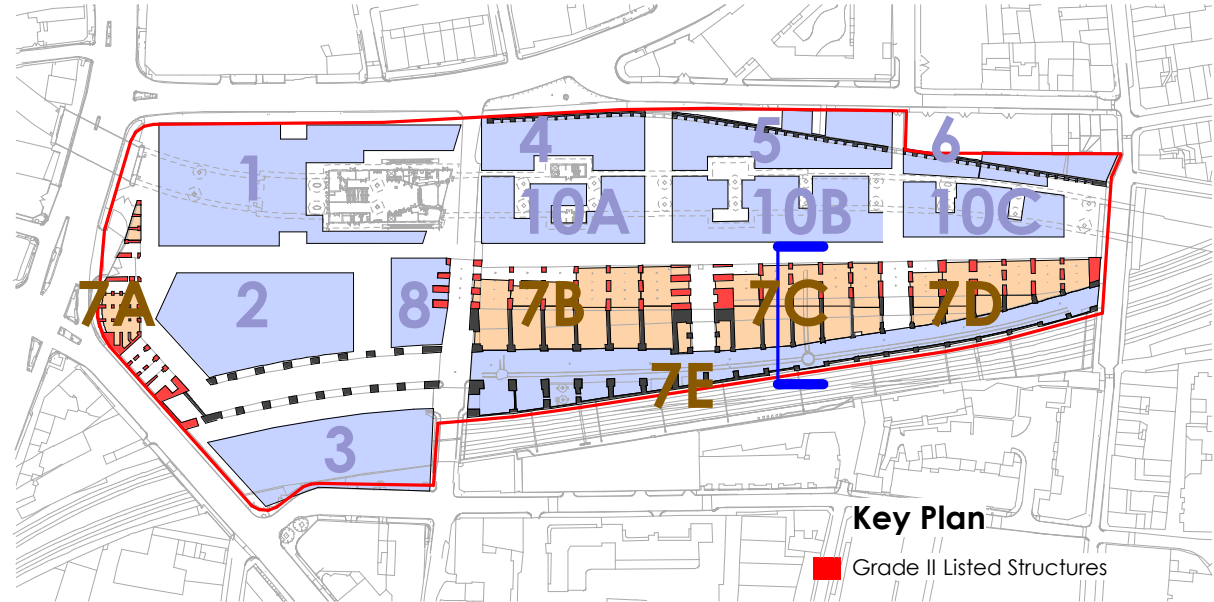 4
5
6
1
10A
10B
10C
7A
2
8
7B
7C
7D
7E
3
Key Plan
Grade II Listed Structures